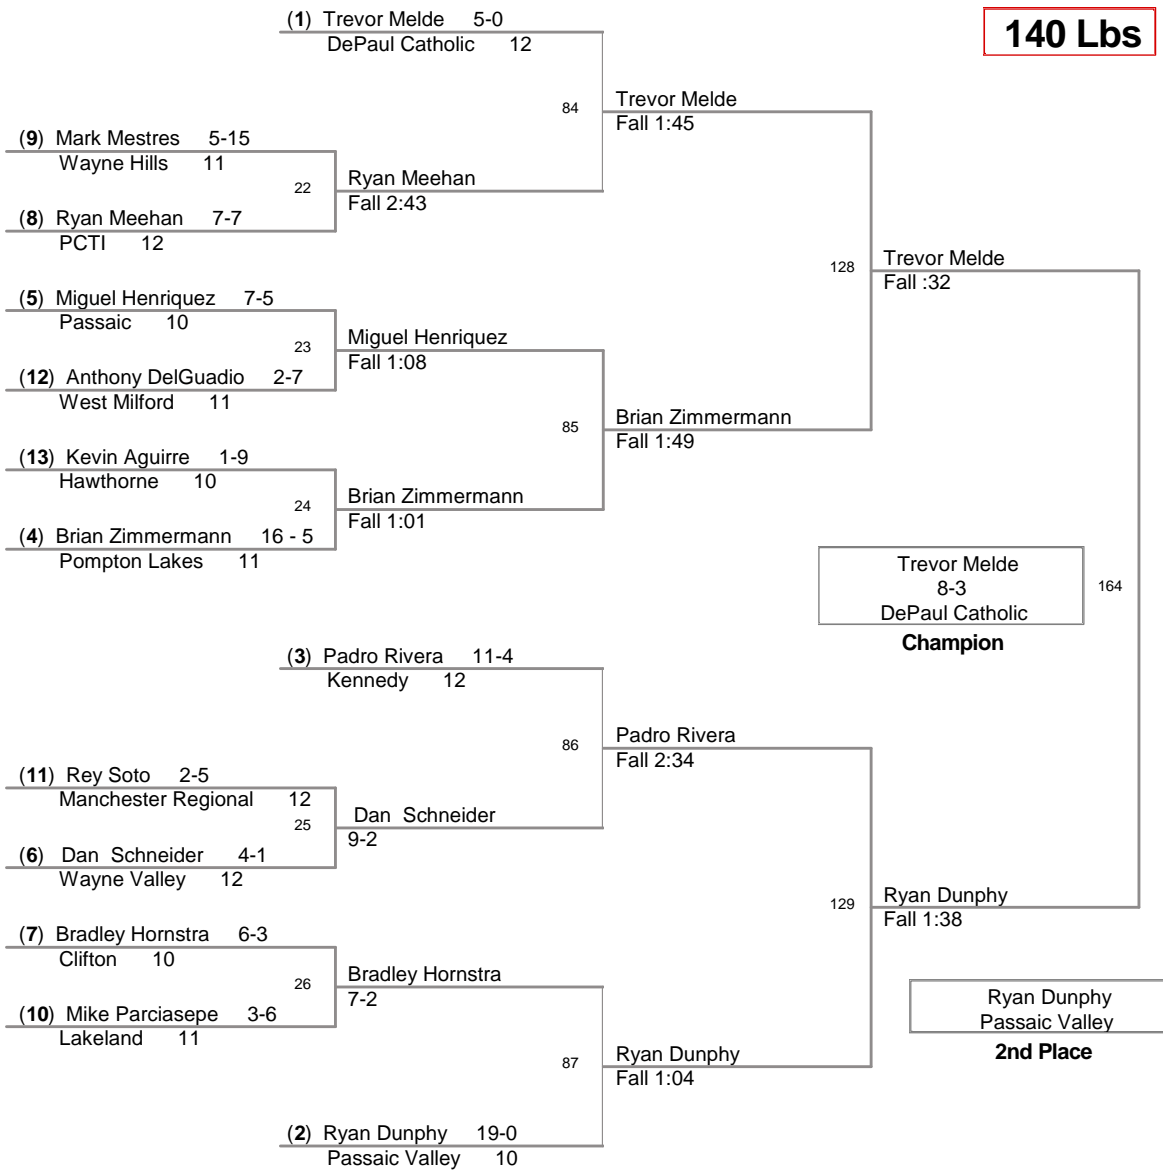 (1) Trevor Melde 5-0
DePaul Catholic 12
140 Lbs
84
Trevor Melde
Fall 1:45
(9) Mark Mestres 5-15
Wayne Hills 11
22
Ryan Meehan
Fall 2:43
(8) Ryan Meehan 7-7
PCTI 12
128
Trevor Melde
Fall :32
(5) Miguel Henriquez 7-5
Passaic 10
23
Miguel Henriquez
Fall 1:08
(12) Anthony DelGuadio 2-7
West Milford 11
85
Brian Zimmermann
Fall 1:49
(13) Kevin Aguirre 1-9
Hawthorne 10
24
Brian Zimmermann
Fall 1:01
(4) Brian Zimmermann 16 - 5
Pompton Lakes 11
Trevor Melde
8-3
DePaul Catholic
164
Champion
(3) Padro Rivera 11-4
Kennedy 12
86
Padro Rivera
Fall 2:34
(11) Rey Soto 2-5
Manchester Regional 12
25
Dan Schneider
9-2
(6) Dan Schneider 4-1
Wayne Valley 12
129
Ryan Dunphy
Fall 1:38
(7) Bradley Hornstra 6-3
Clifton 10
26
Bradley Hornstra
7-2
(10) Mike Parciasepe 3-6
Lakeland 11
Ryan Dunphy
Passaic Valley
2nd Place
87
Ryan Dunphy
Fall 1:04
(2) Ryan Dunphy 19-0
Passaic Valley 10